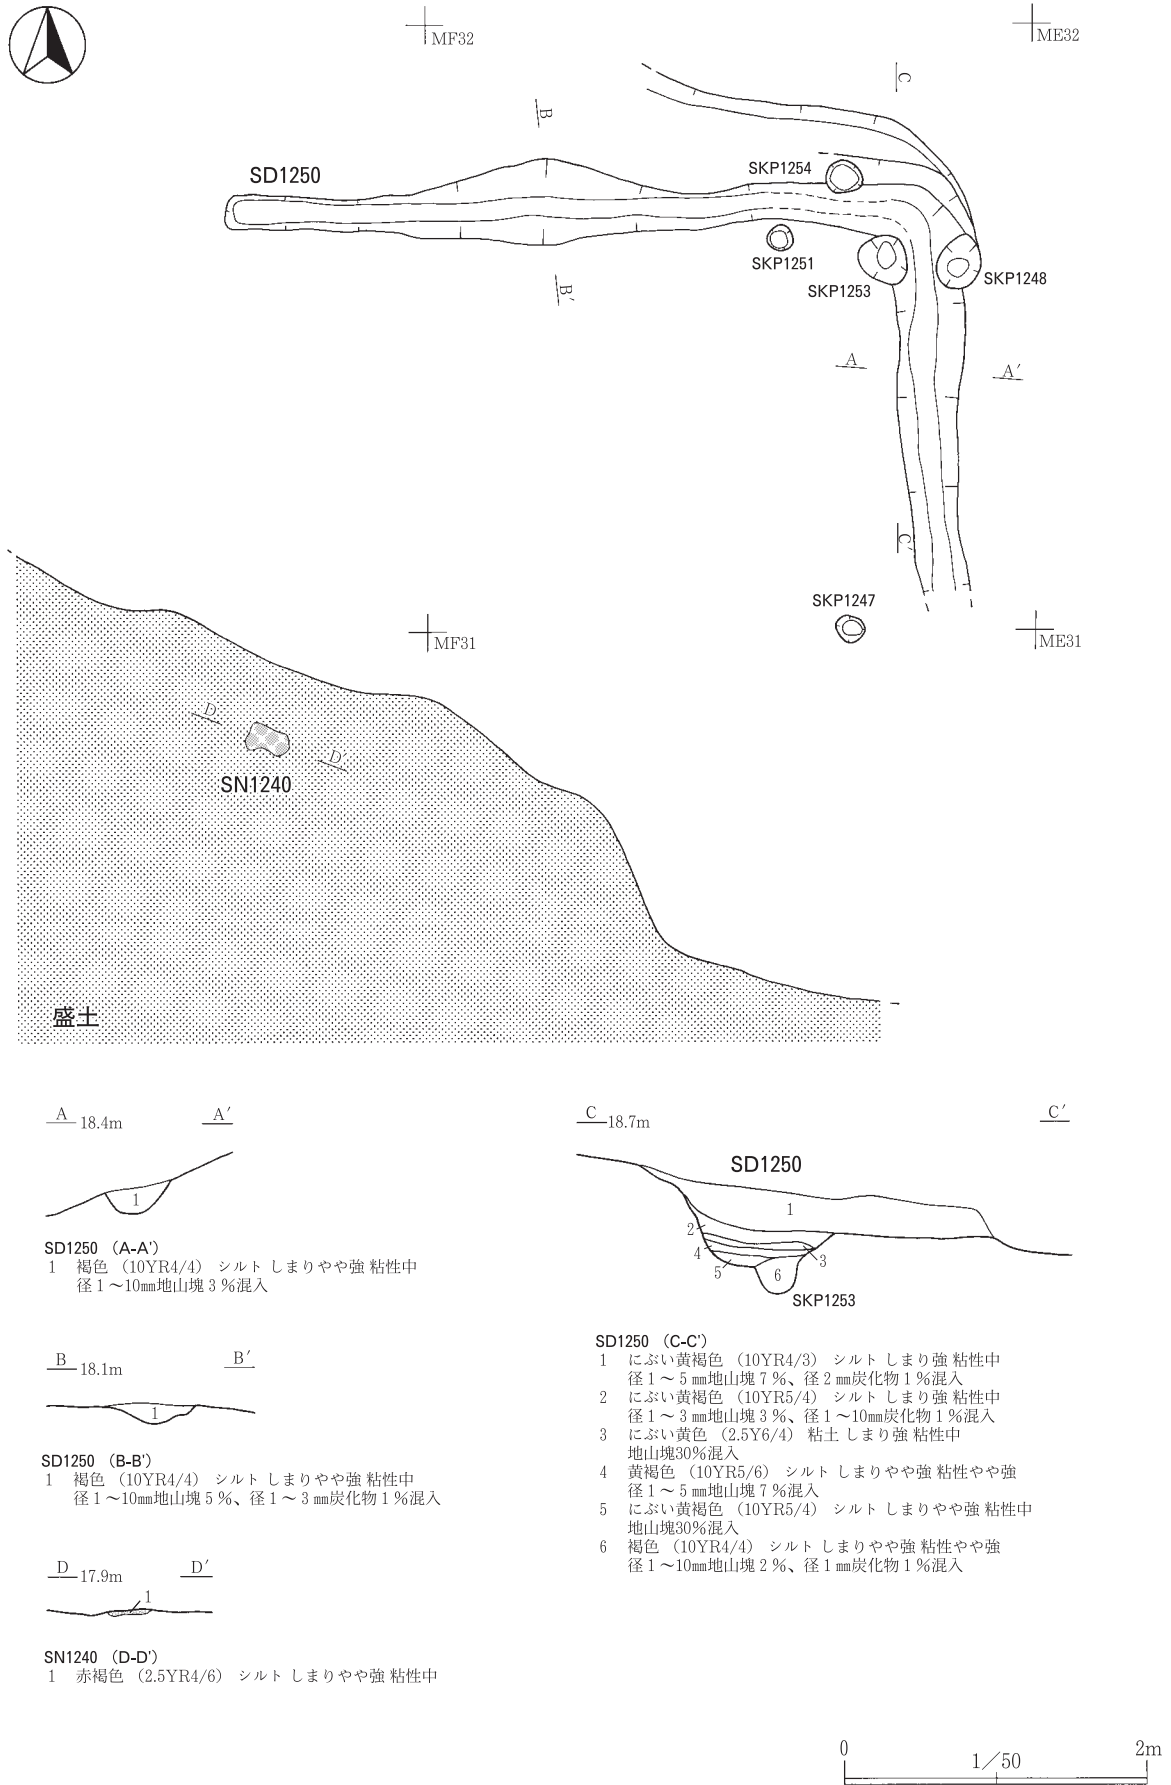 MF32
ME32
C
B
SKP1254
SD1250
SKP1251
SKP1253
SKP1248
B′
A
A′
C′
SKP1247
MF31
ME31
D
D′
SN1240
盛土
A 18.4m A′
1
SD1250 (A-A')
1 褐色 (10YR4/4) シルト しまりやや強 粘性中
径1〜10㎜地山塊3%混入
B 18.1m B′
1
SD1250 (B-B')
1 褐色 (10YR4/4) シルト しまりやや強 粘性中
径1〜10㎜地山塊5%、径1〜3㎜炭化物1%混入
D 17.9m D′
1
SN1240 (D-D')
1 赤褐色 (2.5YR4/6) シルト しまりやや強 粘性中
C 18.7m C′
SD1250
1
2
4
3
5
6
SKP1253
SD1250 (C-C')
1 にぶい黄褐色 (10YR4/3) シルト しまり強 粘性中
径1〜5㎜地山塊7%、径2㎜炭化物1%混入
2 にぶい黄褐色 (10YR5/4) シルト しまり強 粘性中
径1〜3㎜地山塊3%、径1〜10㎜炭化物1%混入
3 にぶい黄色 (2.5Y6/4) 粘土 しまり強 粘性中
地山塊30%混入
4 黄褐色 (10YR5/6) シルト しまりやや強 粘性やや強
径1〜5㎜地山塊7%混入
5 にぶい黄褐色 (10YR5/4) シルト しまりやや強 粘性中
地山塊30%混入
6 褐色 (10YR4/4) シルト しまりやや強 粘性やや強
径1〜10㎜地山塊2%、径1㎜炭化物1%混入
0 1/50 2m